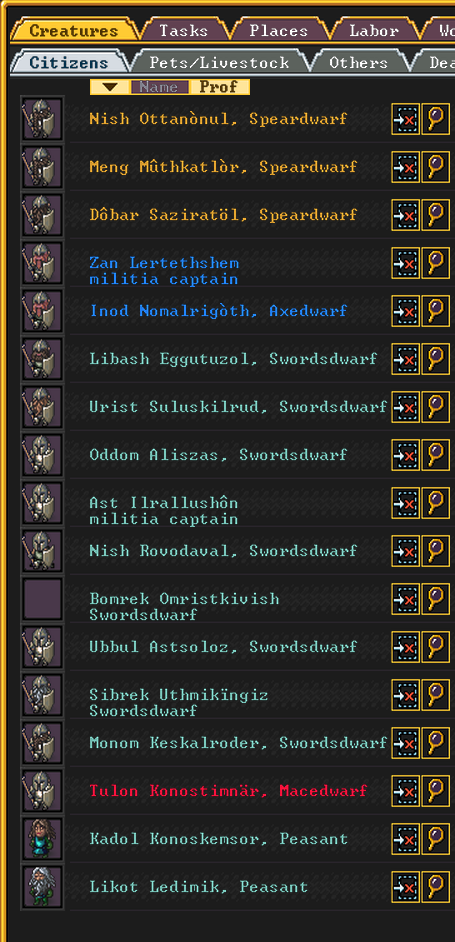 Creatures Tasks Places Labor Wo
Citizens Pets/Livestock Others Dea
Name Prof
Nish Ottanònul, Speardwarf
Meng Mûthkatlòr, Speardwarf
Dôbar Saziratöl, Speardwarf
Zan Lertethshem
militia captain
Inod Nomalrigòth, Axedwarf
Libash Eggutuzol, Swordsdwarf
Urist Suluskilrud, Swordsdwarf
Oddom Aliszas, Swordsdwarf
Ast Ilrallushôn
militia captain
Nish Rovodaval, Swordsdwarf
Bomrek Omristkivish
Swordsdwarf
Ubbul Astsoloz, Swordsdwarf
Sibrek Uthmikïngiz
Swordsdwarf
Monom Keskalroder, Swordsdwarf
Tulon Konostimnär, Macedwarf
Kadol Konoskemsor, Peasant
Likot Ledimik, Peasant